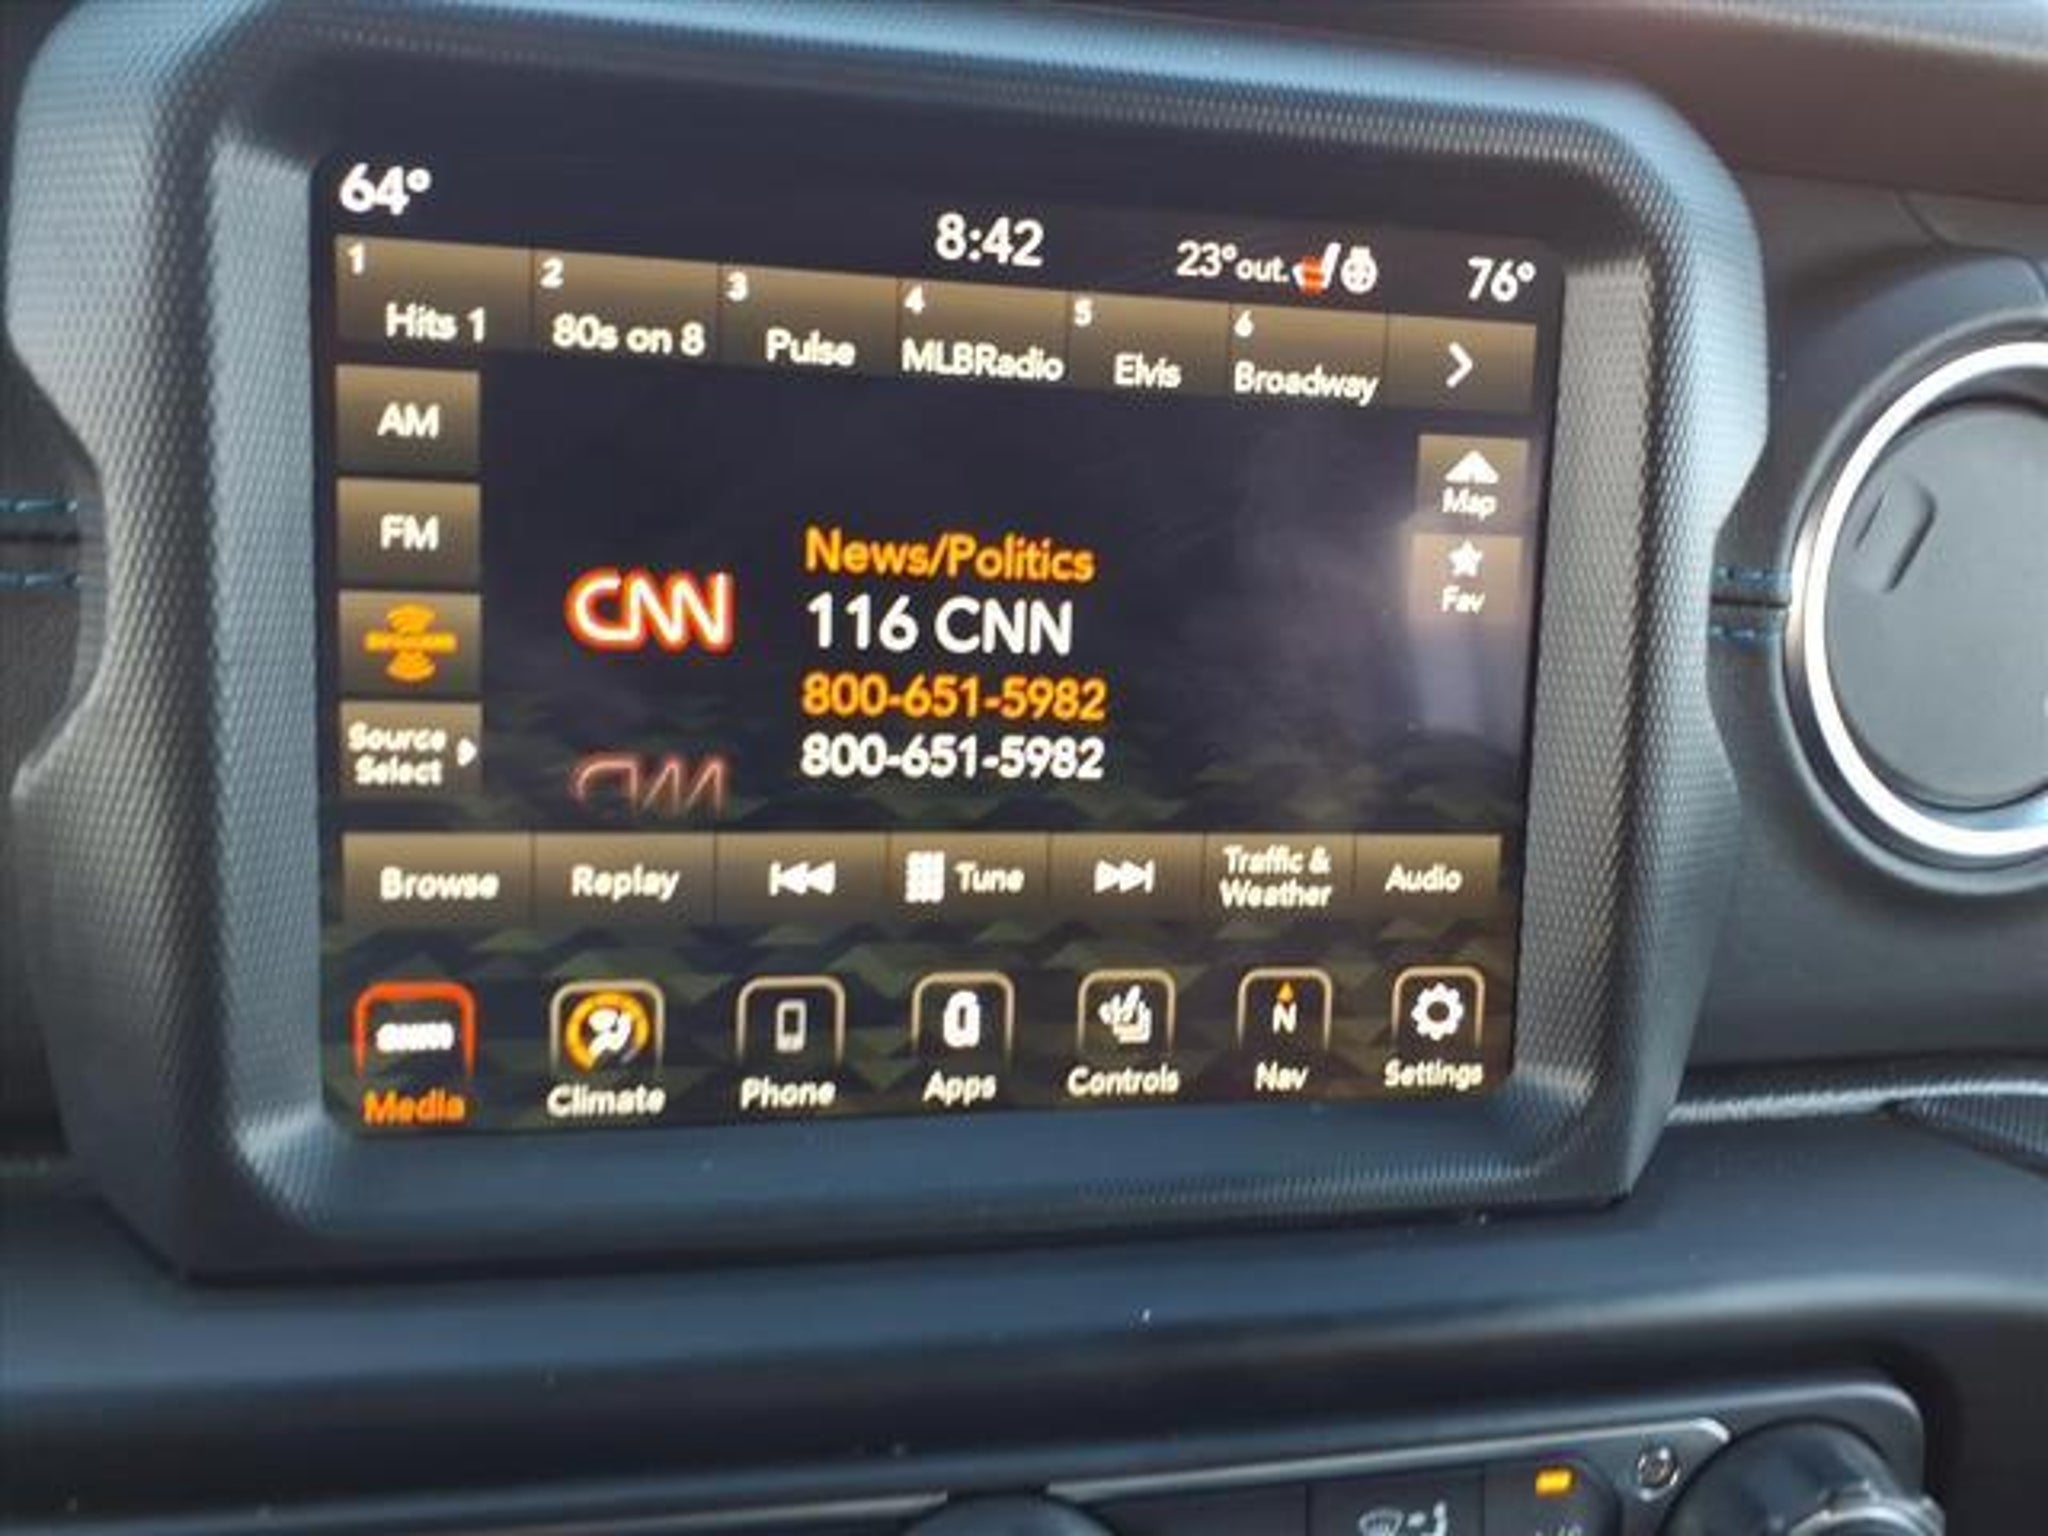 64°
8:42
23°out.
76°
1
Hits 1
2
80s on 8
3
Pulse
4
MLBRadio
5
Elvis
6
Broadway
AM
FM
Source
Select
Map
Fav
CNN
News/Politics
116 CNN
800-651-5982
800-651-5982
Browse
Replay
Tune
Traffic &
Weather
Audio
Media
Climate
Phone
Apps
Controls
N
Nav
Settings